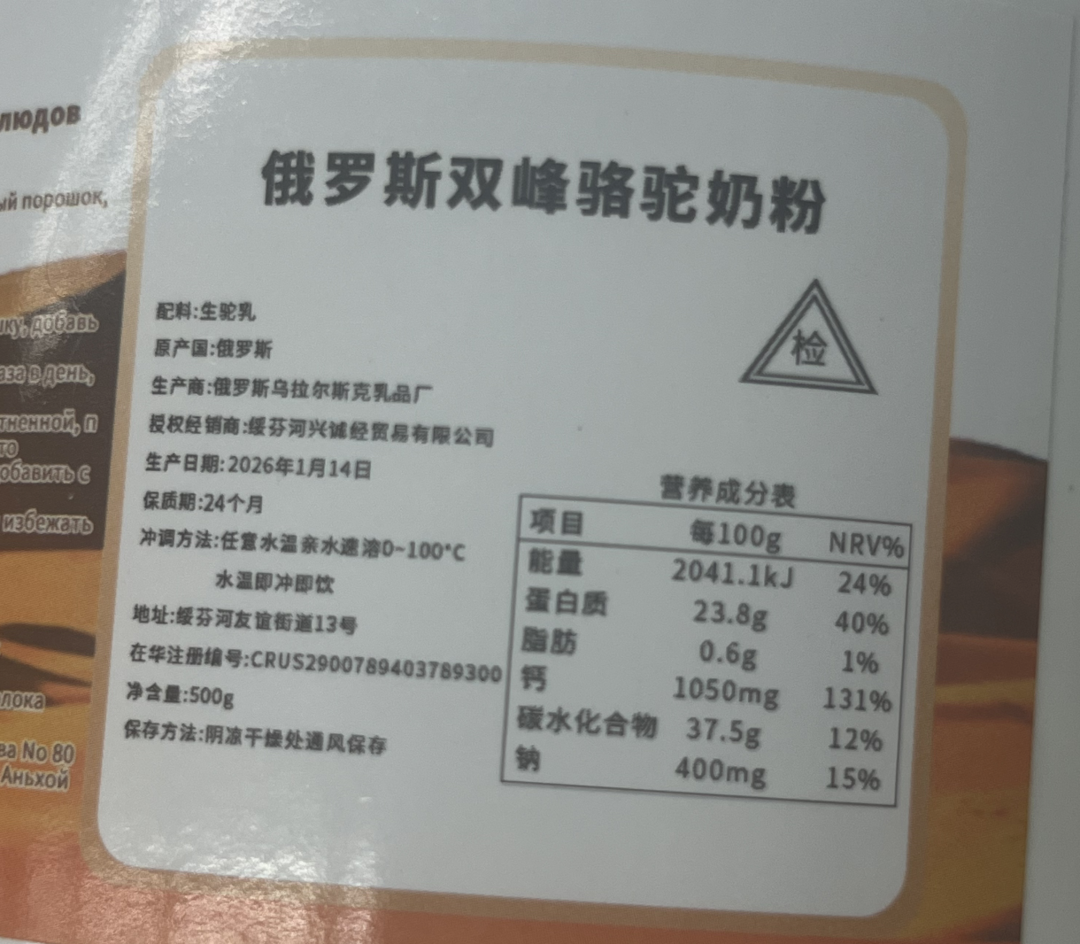 людов
ый порошок,
добавь
аза в день,
тненной, п
то
обавить с
избежать
лока
ва No 80
Аньхой
俄罗斯双峰骆驼奶粉
检
配料:生驼乳
原产国:俄罗斯
生产商:俄罗斯乌拉尔斯克乳品厂
授权经销商:绥芬河兴诚经贸易有限公司
生产日期:2026年1月14日
保质期:24个月
冲调方法:任意水温亲水速溶0~100°C
水温即冲即饮
地址:绥芬河友谊街道13号
在华注册编号:CRUS2900789403789300
净含量:500g
保存方法:阴凉干燥处通风保存
营养成分表
项目 每100g NRV%
能量 2041.1kJ 24%
蛋白质 23.8g 40%
脂肪 0.6g 1%
钙 1050mg 131%
碳水化合物 37.5g 12%
钠 400mg 15%